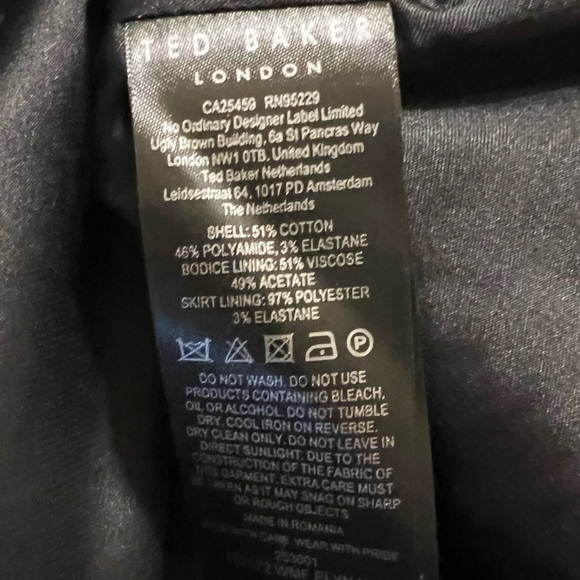 TED BAKER
LONDON
CA25459 RN95229
No Ordinary Designer Label Limited
Ugly Brown Building, 6a St Pancras Way
London NW1 0TB, United Kingdom
Ted Baker Netherlands
Leidsestraat 64, 1017 PD Amsterdam
The Netherlands
SHELL: 51% COTTON
46% POLYAMIDE, 3% ELASTANE
BODICE LINING: 51% VISCOSE
49% ACETATE
SKIRT LINING: 97% POLYESTER
3% ELASTANE
P
DO NOT WASH. DO NOT USE
PRODUCTS CONTAINING BLEACH,
OIL OR ALCOHOL. DO NOT TUMBLE
DRY. COOL IRON ON REVERSE.
DRY CLEAN ONLY. DO NOT LEAVE IN
DIRECT SUNLIGHT. DUE TO THE
CONSTRUCTION OF THE FABRIC OF
THIS GARMENT, EXTRA CARE MUST
BE TAKEN AS IT MAY SNAG ON SHARP
OR ROUGH OBJECTS
MADE IN ROMANIA
WITH CARE. WEAR WITH PRIDE
WMF